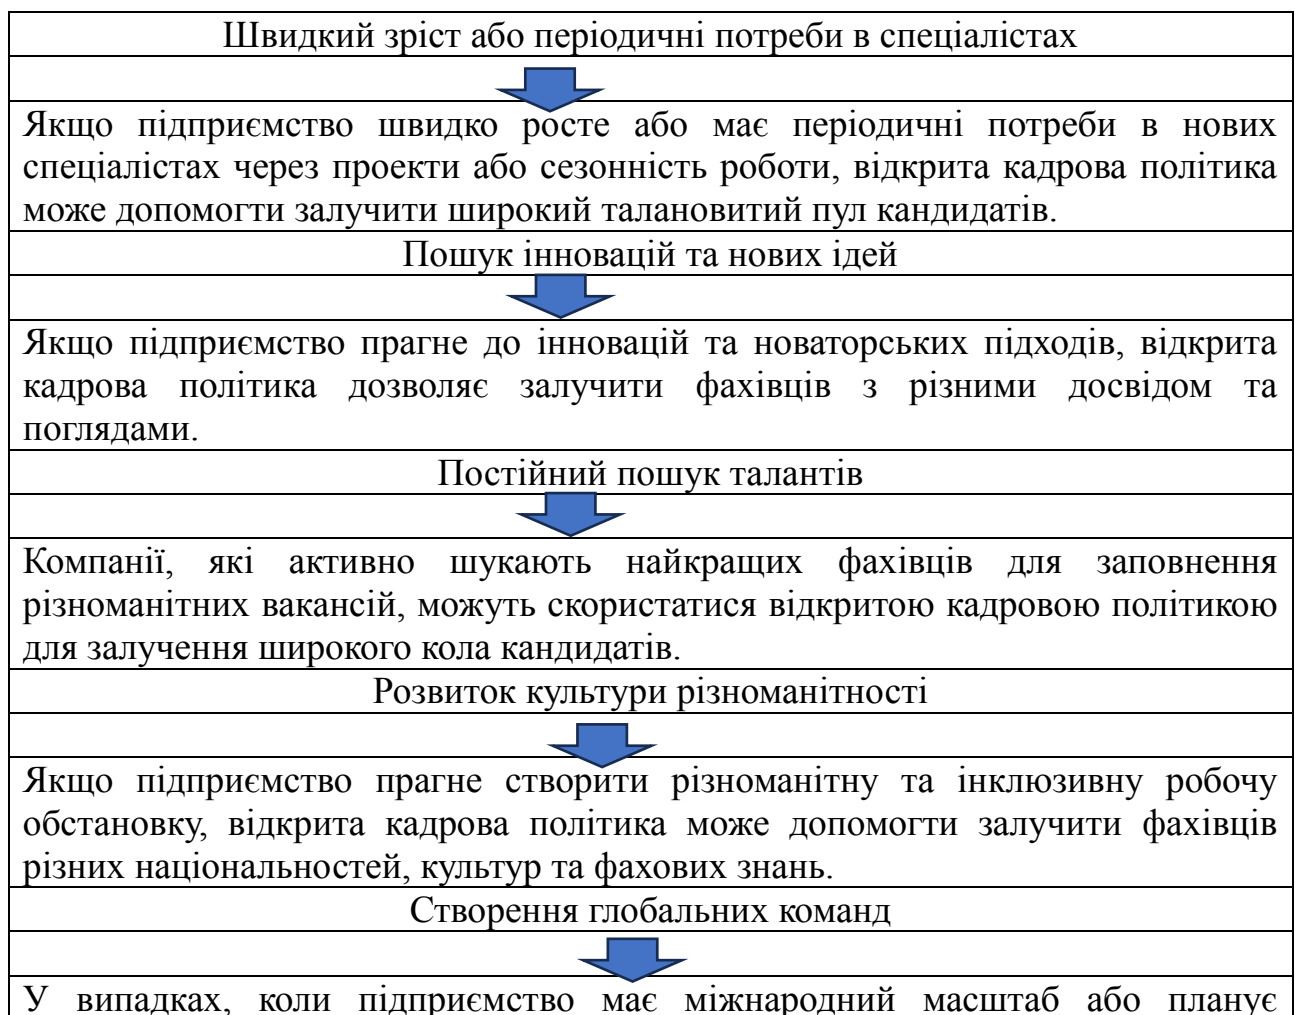 Швидкий зріст або періодичні потреби в спеціалістах
Якщо підприємство швидко росте або має періодичні потреби в нових
спеціалістах через проекти або сезонність роботи, відкрита кадрова політика
може допомогти залучити широкий талановитий пул кандидатів.
Пошук інновацій та нових ідей
Якщо підприємство прагне до інновацій та новаторських підходів, відкрита
кадрова політика дозволяє залучити фахівців з різними досвідом та
поглядами.
Постійний пошук талантів
Компанії, які активно шукають найкращих фахівців для заповнення
різноманітних вакансій, можуть скористатися відкритою кадровою політикою
для залучення широкого кола кандидатів.
Розвиток культури різноманітності
Якщо підприємство прагне створити різноманітну та інклюзивну робочу
обстановку, відкрита кадрова політика може допомогти залучити фахівців
різних національностей, культур та фахових знань.
Створення глобальних команд
У випадках, коли підприємство має міжнародний масштаб або планує